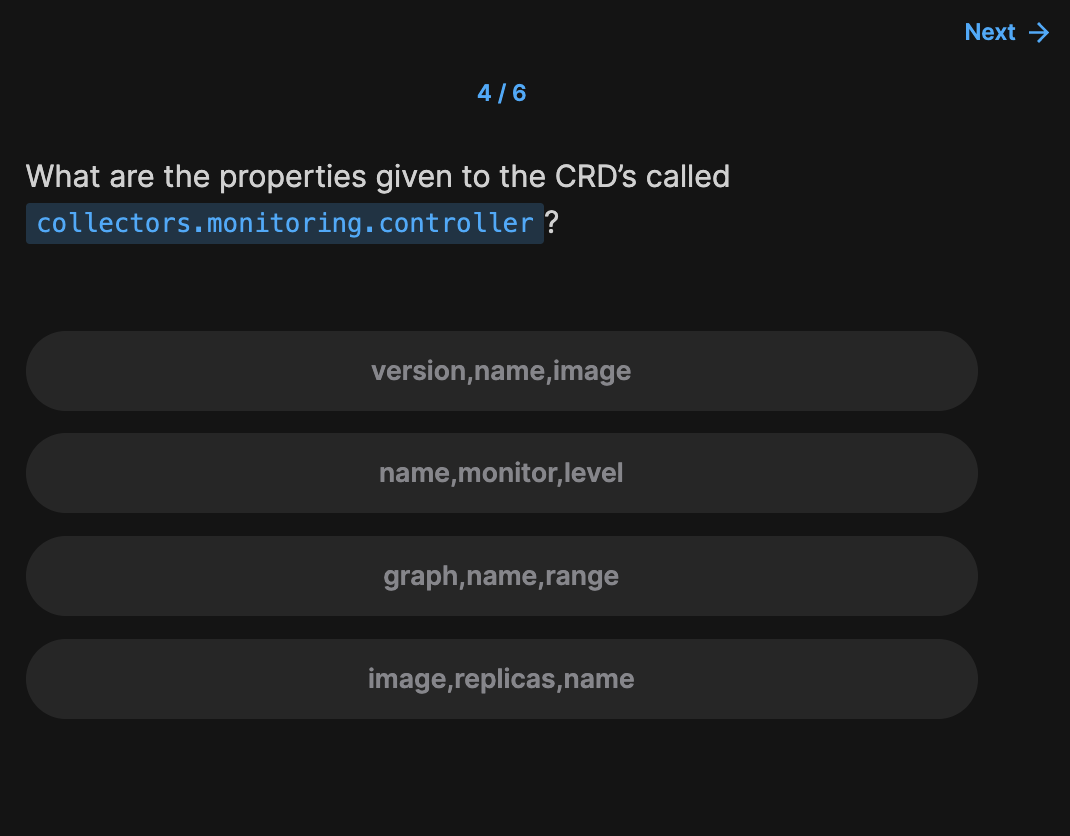 Next →
4 / 6
What are the properties given to the CRD’s called
collectors.monitoring.controller ?
version,name,image
name,monitor,level
graph,name,range
image,replicas,name